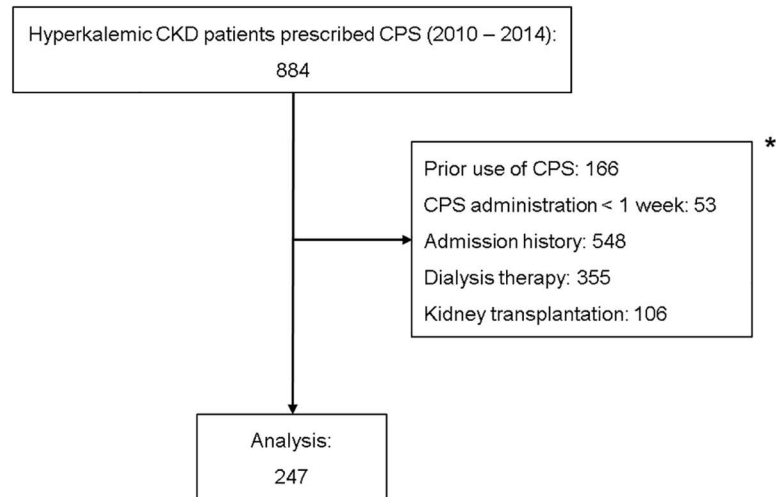 Hyperkalemic CKD patients prescribed CPS (2010 – 2014):
884
*
Prior use of CPS: 166
CPS administration < 1 week: 53
Admission history: 548
Dialysis therapy: 355
Kidney transplantation: 106
Analysis:
247